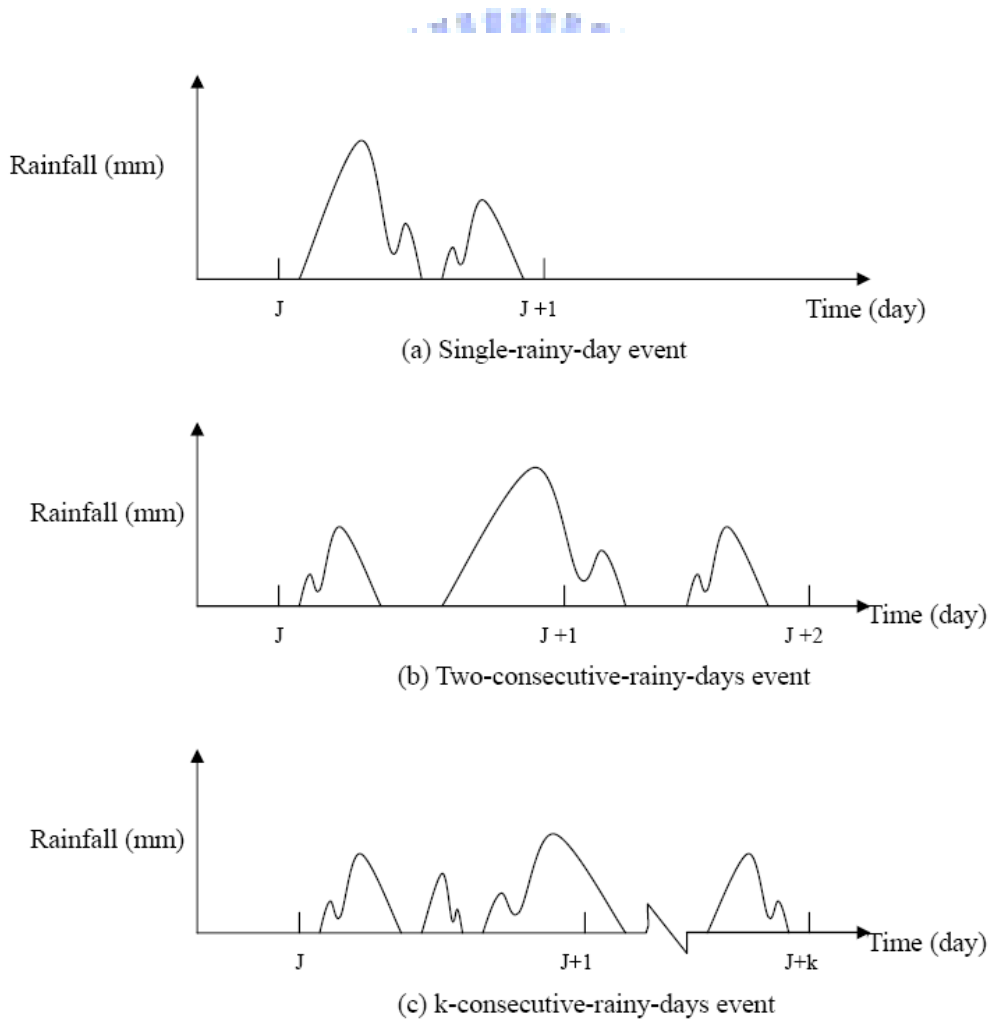 Rainfall (mm)
J
J +1
Time (day)
(a) Single-rainy-day event
Rainfall (mm)
Time (day)
J
J +1
J +2
(b) Two-consecutive-rainy-days event
Rainfall (mm)
Time (day)
J
J+1
J+k
(c) k-consecutive-rainy-days event